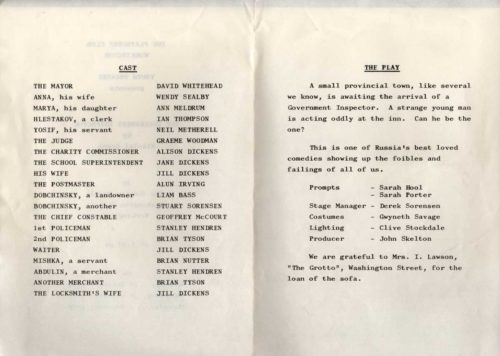 CAST
THE MAYOR DAVID WHITEHEAD
ANNA, his wife WENDY SEALBY
MARYA, his daughter ANN MELDRUM
HLESTAKOV, a clerk IAN THOMPSON
YOSIF, his servant NEIL METHERELL
THE JUDGE GRAEME WOODMAN
THE CHARITY COMMISSIONER ALISON DICKENS
THE SCHOOL SUPERINTENDENT JANE DICKENS
HIS WIFE JILL DICKENS
THE POSTMASTER ALUN IRVING
DOBCHINSKY, a landowner LIAM BASS
BOBCHINSKY, another STUART SORENSEN
THE CHIEF CONSTABLE GEOFFREY McCOURT
1st POLICEMAN STANLEY HENDREN
2nd POLICEMAN BRIAN TYSON
WAITER JILL DICKENS
MISHKA, a servant BRIAN NUTTER
ABDULIN, a merchant STANLEY HENDREN
ANOTHER MERCHANT BRIAN TYSON
THE LOCKSMITH'S WIFE JILL DICKENS
THE PLAY
A small provincial town, like several
we know, is awaiting the arrival of a
Government Inspector. A strange young man
is acting oddly at the inn. Can he be the
one?
This is one of Russia's best loved
comedies showing up the foibles and
failings of all of us.
Prompts - Sarah Hool
- Sarah Porter
Stage Manager - Derek Sorensen
Costumes - Gwyneth Savage
Lighting - Clive Stockdale
Producer - John Skelton
We are grateful to Mrs. I. Lawson,
"The Grotto", Washington Street, for the
loan of the sofa.